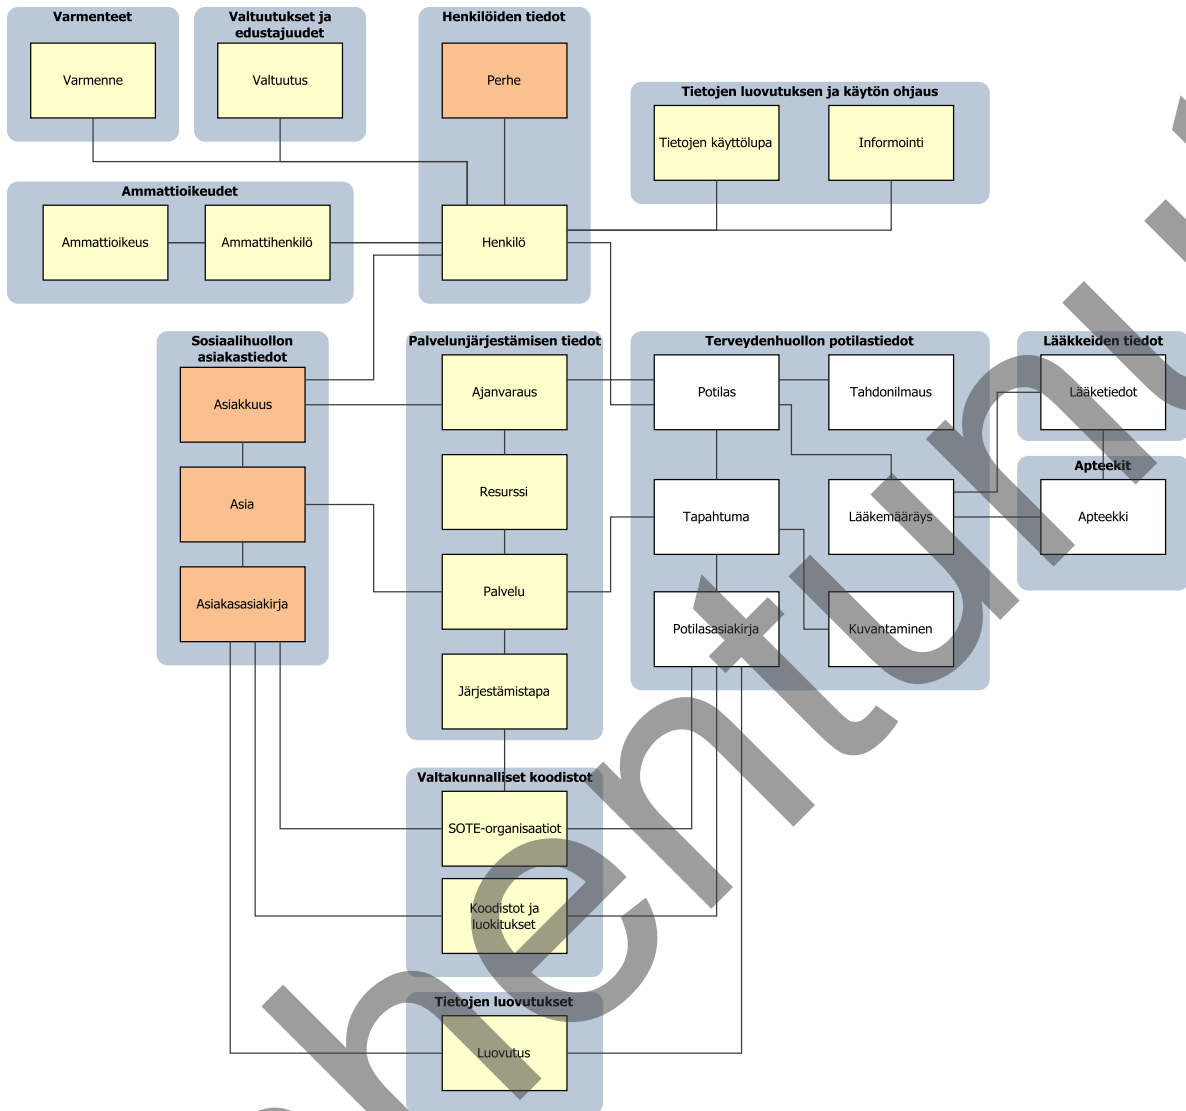 Varmenteet
Varmenne
Valtuutukset ja
edustajuudet
Valtuutus
Henkilöiden tiedot
Perhe
Henkilö
Tietojen luovutuksen ja käytön ohjaus
Tietojen käyttölupa
Informointi
Ammattioikeudet
Ammattioikeus
Ammattihenkilö
Sosiaalihuollon
asiakastiedot
Asiakkuus
Asia
Asiakasasiakirja
Palvelunjärjestämisen tiedot
Ajanvaraus
Resurssi
Palvelu
Järjestämistapa
Terveydenhuollon potilastiedot
Potilas
Tahdonilmaus
Tapahtuma
Lääkemääräys
Potilasasiakirja
Kuvantaminen
Lääkkeiden tiedot
Lääketiedot
Apteekit
Apteekki
Valtakunnalliset koodistot
SOTE-organisaatiot
Koodistot ja
luokitukset
Tietojen luovutukset
Luovutus